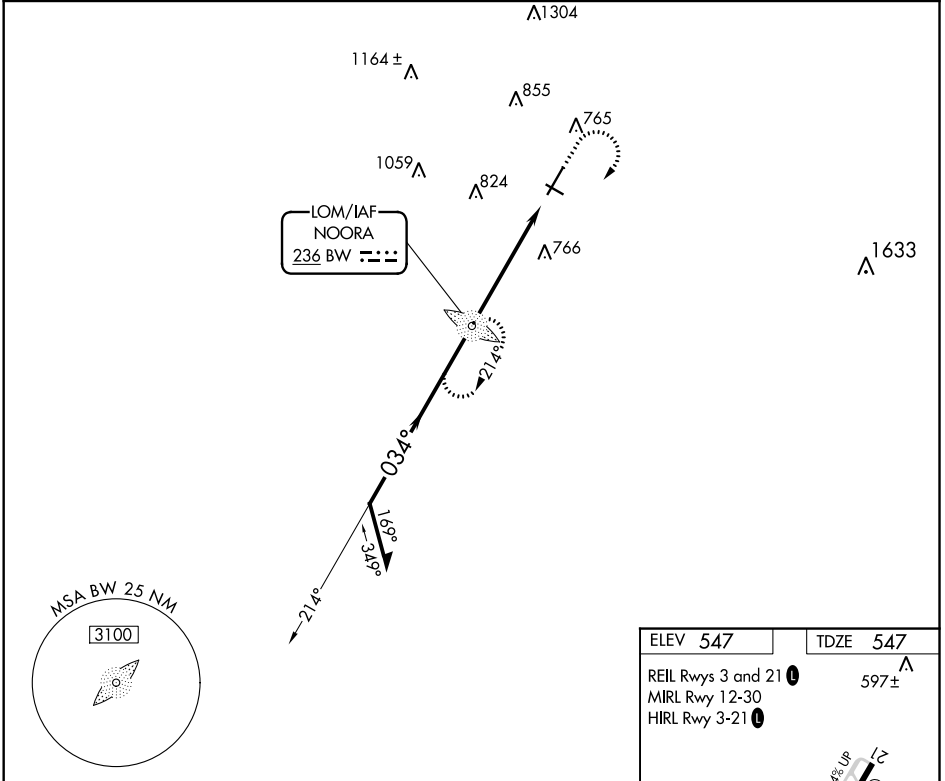 1304
1164 ±
855
765
1059
824
LOM/IAF
NOORA
236 BW
766
1633
214°
034°
169°
349°
214°
MSA BW 25 NM
3100
ELEV 547
TDZE 547
REIL Rwys 3 and 21 L
597 ±
MIRL Rwy 12-30
HIRL Rwy 3-21 L
4% UP
21